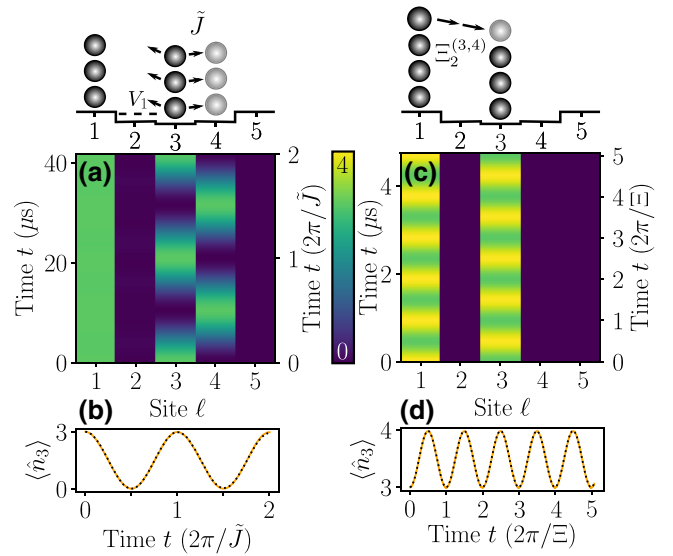 J̃
Ξ₂^(3,4)
V₁
1 2 3 4 5
1 2 3 4 5
(a)
40
20
0
Time t (μs)
2
1
0
Time t (2π/J̃)
1 2 3 4 5
Site ℓ
4
0
(c)
4
2
0
Time t (μs)
5
4
3
2
1
0
Time t (2π/Ξ)
1 2 3 4 5
Site ℓ
(b)
3
0
⟨n̂₃⟩
0 1 2
Time t (2π/J̃)
(d)
4
3
⟨n̂₃⟩
0 1 2 3 4 5
Time t (2π/Ξ)